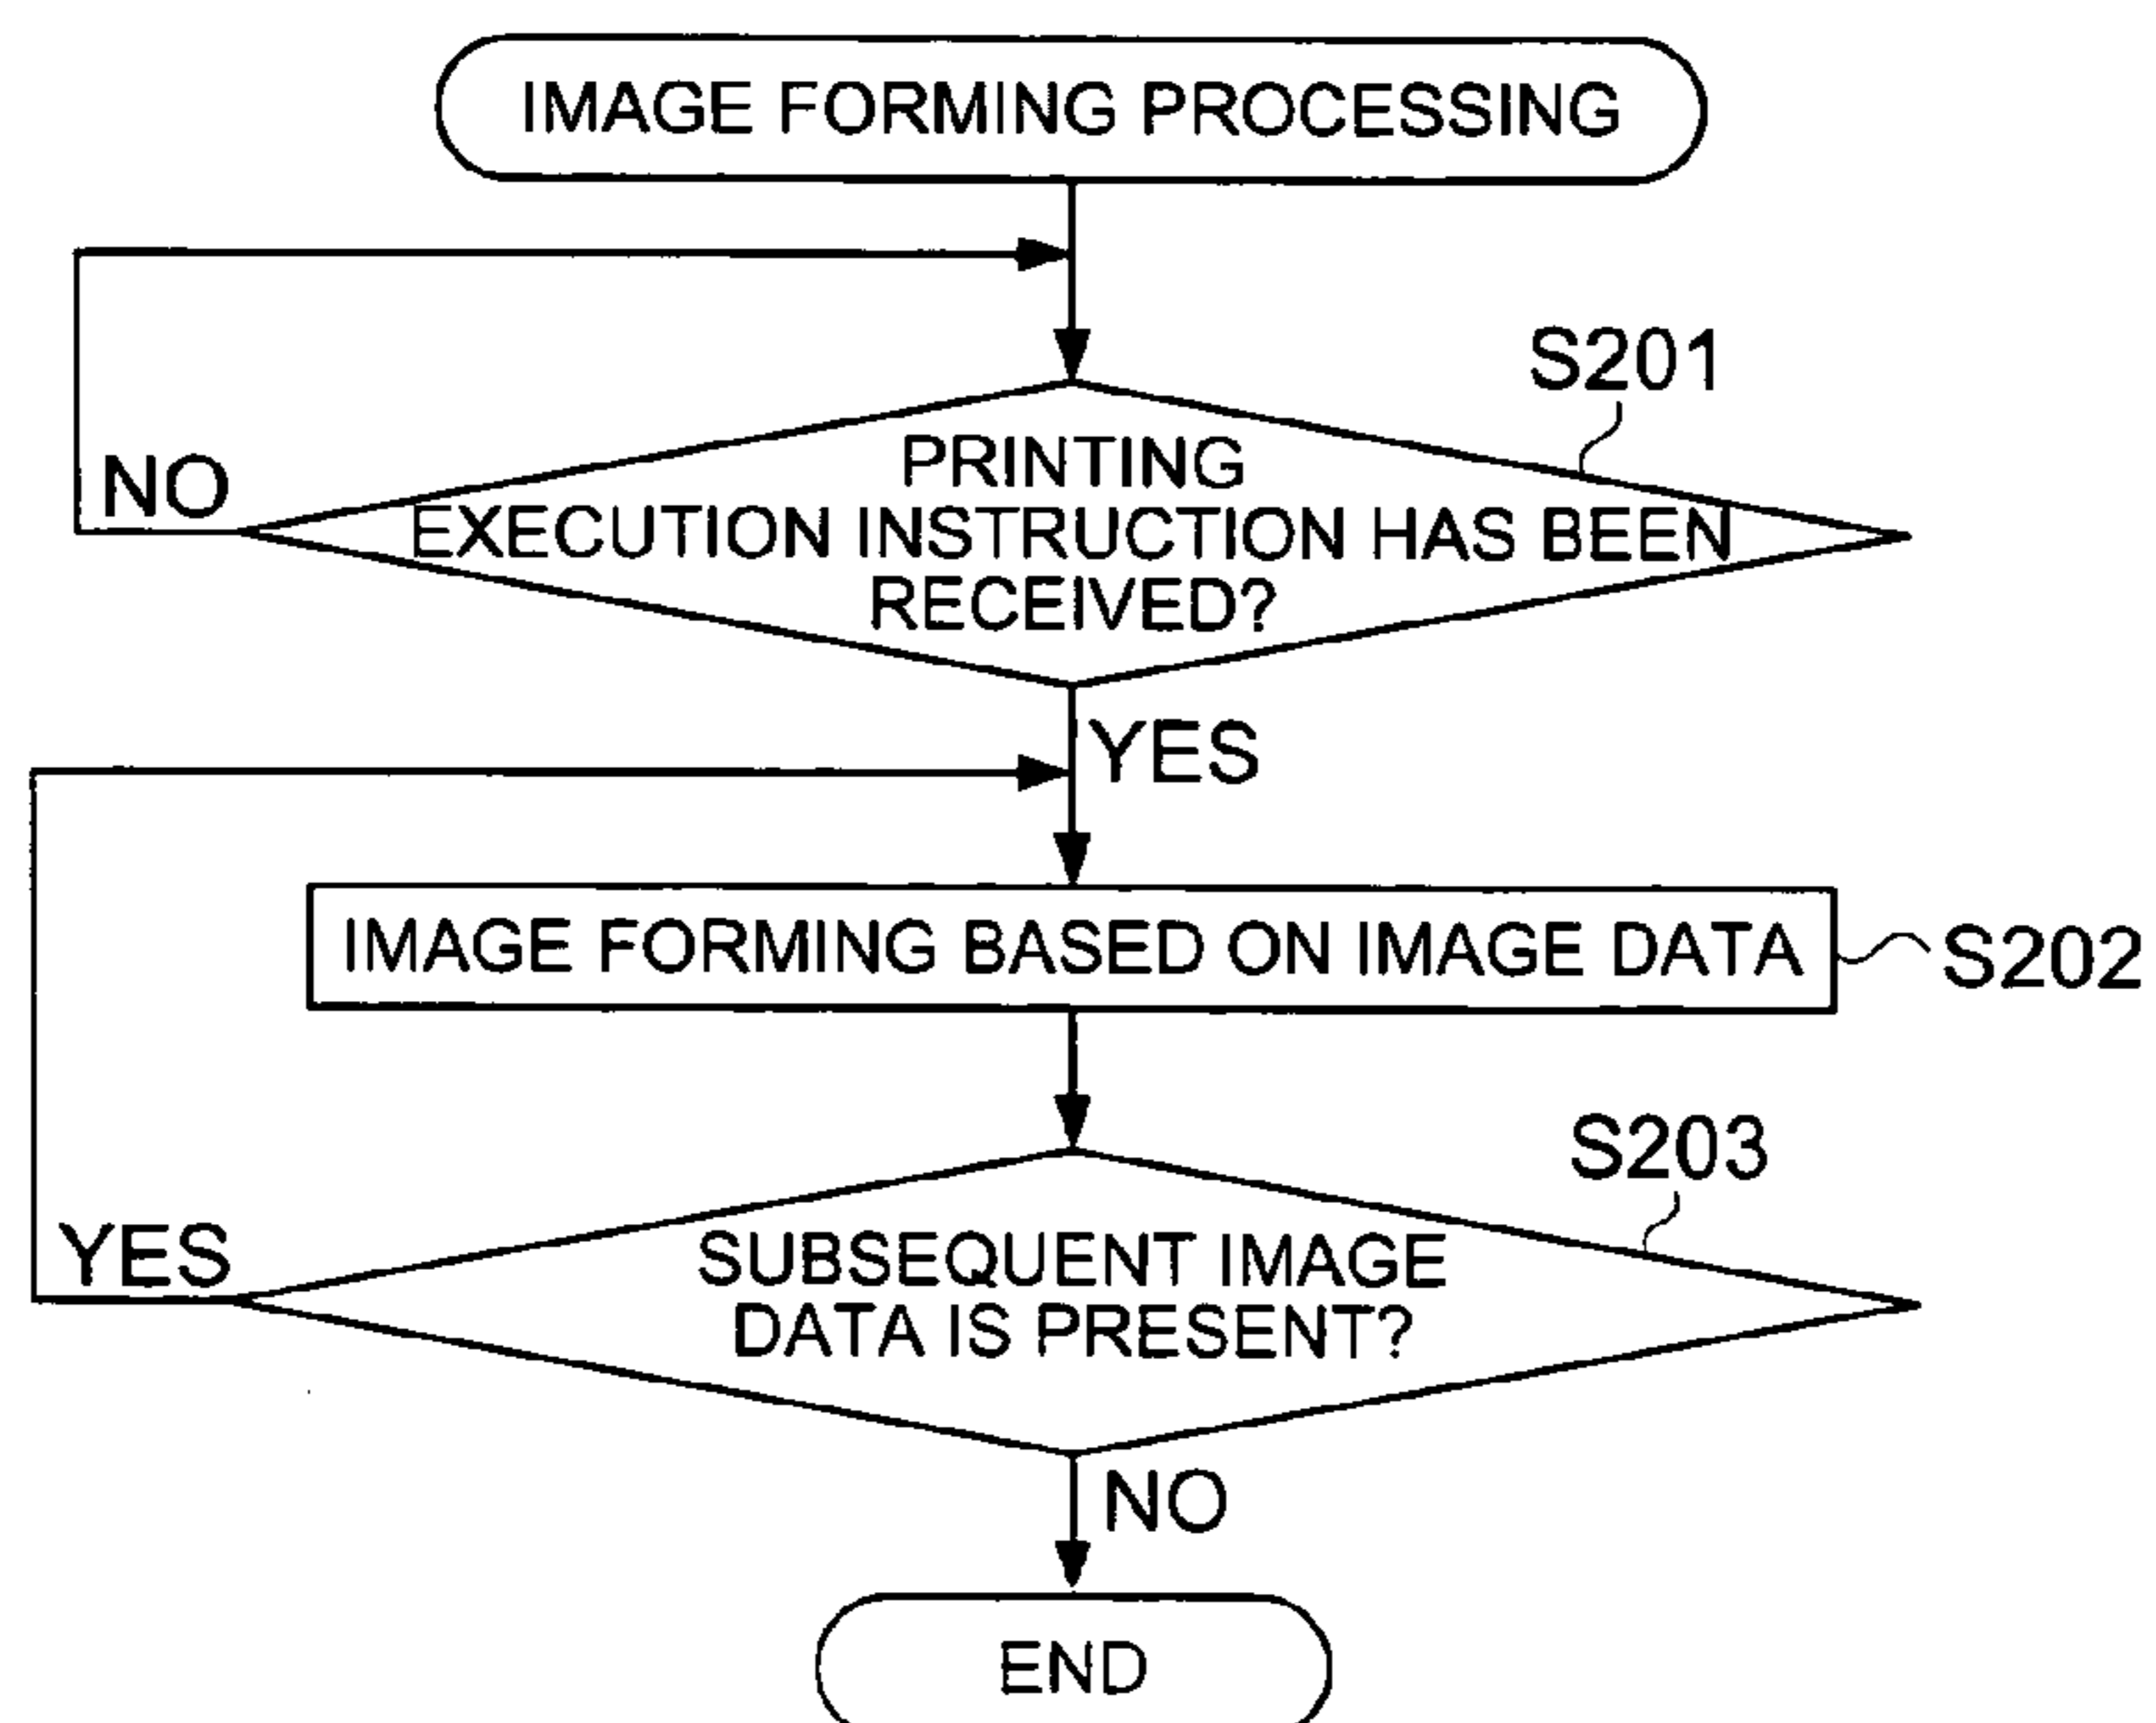 IMAGE FORMING PROCESSING
S201
PRINTING
EXECUTION INSTRUCTION HAS BEEN
RECEIVED?
NO
YES
IMAGE FORMING BASED ON IMAGE DATA
S202
S203
SUBSEQUENT IMAGE
DATA IS PRESENT?
YES
NO
END